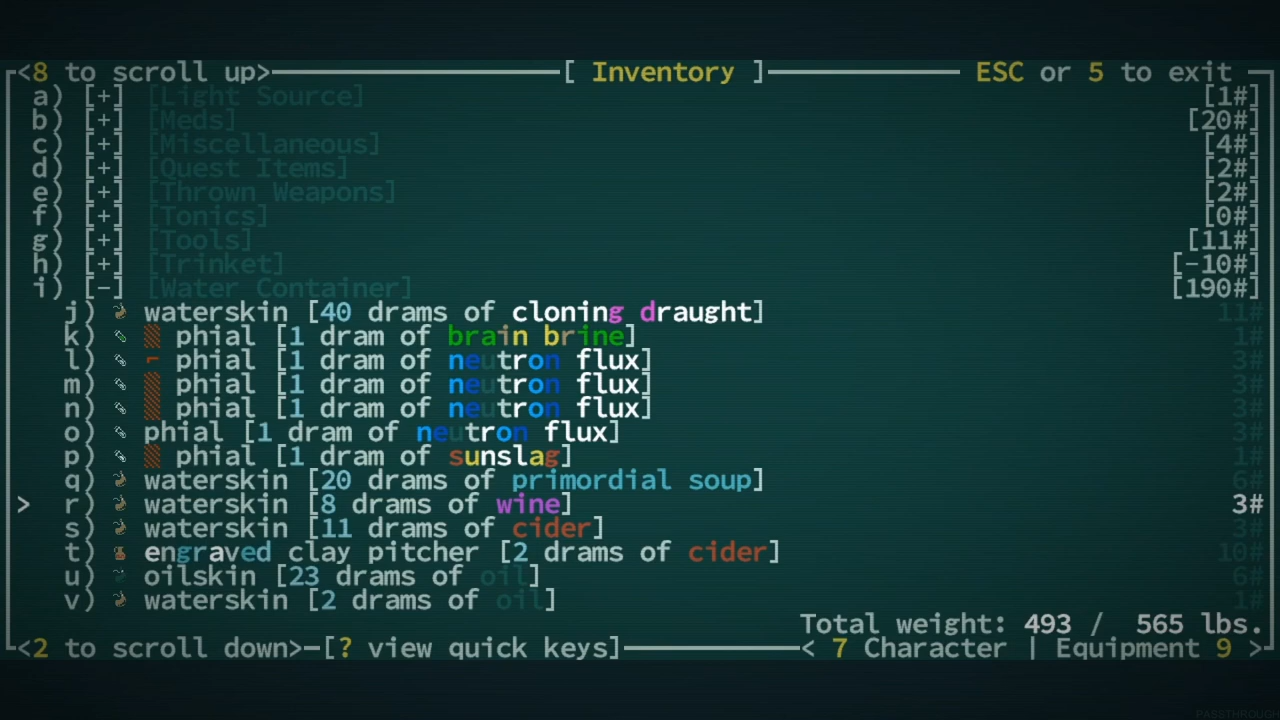 <8 to scroll up> [ Inventory ] ESC or 5 to exit
a) [+] [Light Source] [1#]
b) [+] [Meds] [20#]
c) [+] [Miscellaneous] [4#]
d) [+] [Quest Items] [2#]
e) [+] [Thrown Weapons] [2#]
f) [+] [Tonics] [0#]
g) [+] [Tools] [11#]
h) [+] [Trinket] [-10#]
i) [-] [Water Container] [190#]
j) waterskin [40 drams of cloning draught] 11#
k) phial [1 dram of brain brine] 1#
l) phial [1 dram of neutron flux] 3#
m) phial [1 dram of neutron flux] 3#
n) phial [1 dram of neutron flux] 3#
o) phial [1 dram of neutron flux] 3#
p) phial [1 dram of sunslag] 1#
q) waterskin [20 drams of primordial soup] 6#
> r) waterskin [8 drams of wine] 3#
s) waterskin [11 drams of cider] 3#
t) engraved clay pitcher [2 drams of cider] 10#
u) oilskin [23 drams of oil] 6#
v) waterskin [2 drams of oil] 1#
Total weight: 493 / 565 lbs.
<2 to scroll down> [? view quick keys] < 7 Character | Equipment 9 >
PASSTHROUGH